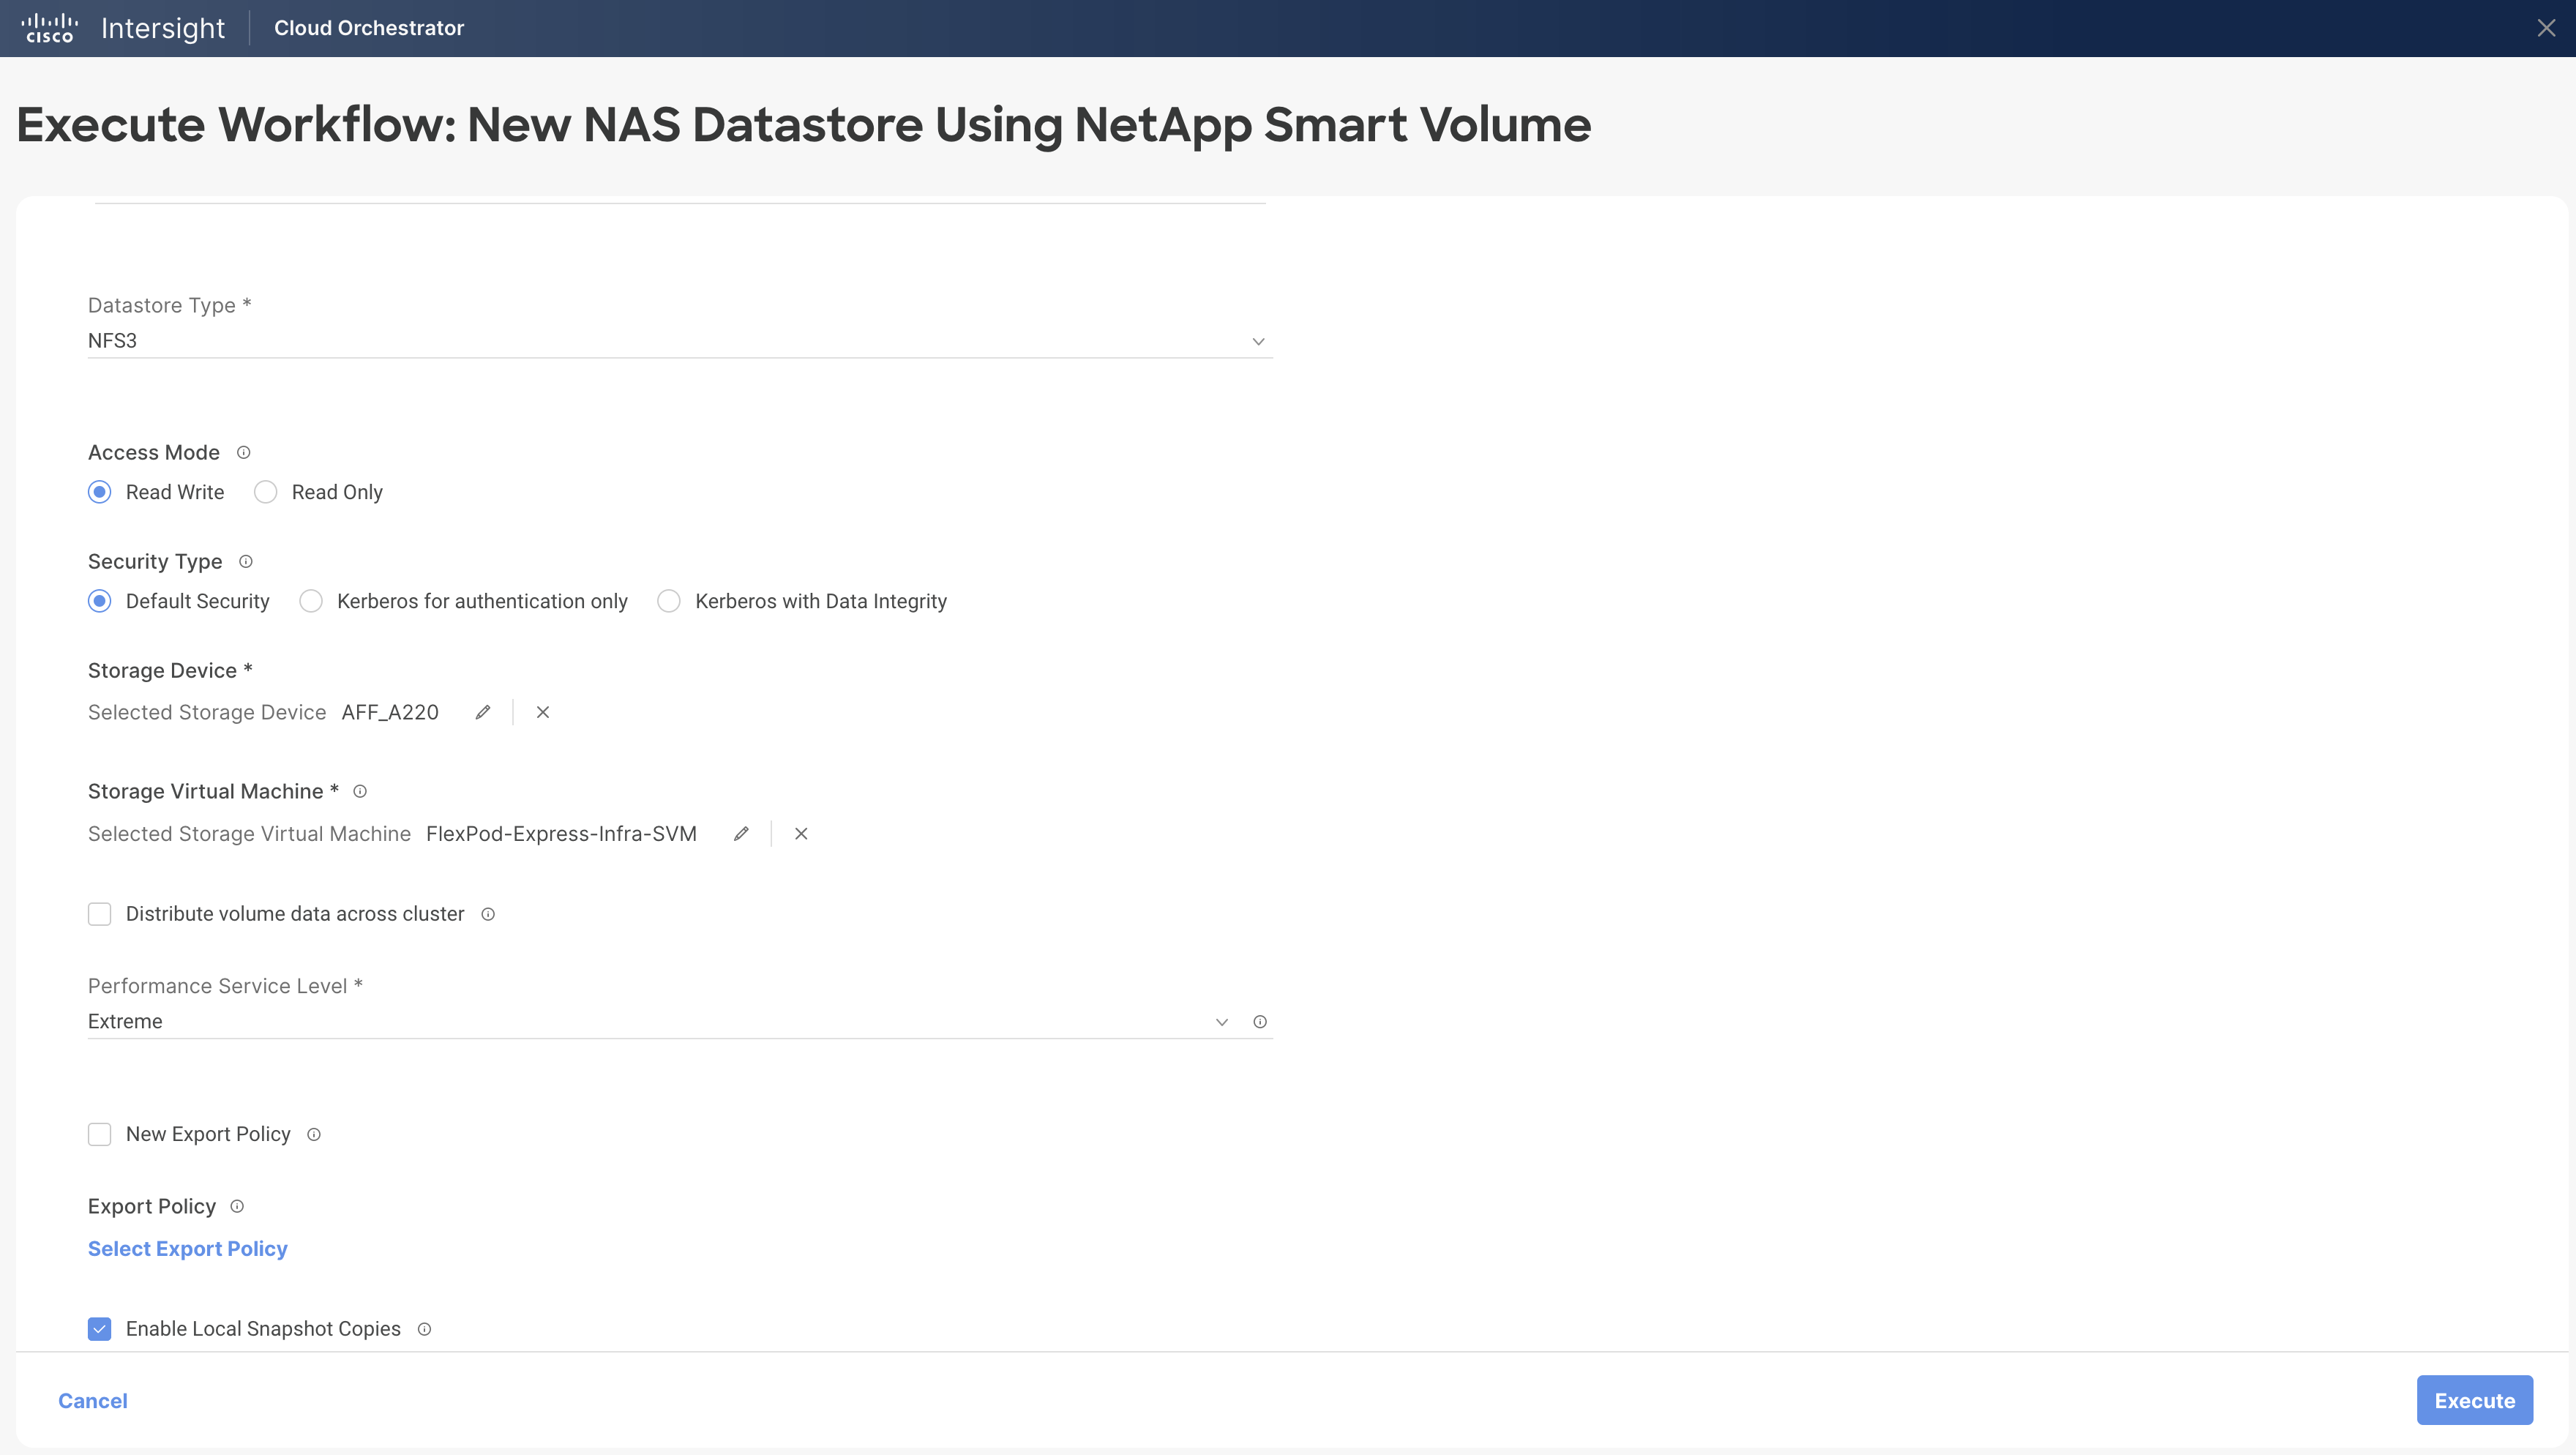 cisco Intersight Cloud Orchestrator
Execute Workflow: New NAS Datastore Using NetApp Smart Volume
Datastore Type *
NFS3
Access Mode
Read Write Read Only
Security Type
Default Security Kerberos for authentication only Kerberos with Data Integrity
Storage Device *
Selected Storage Device AFF_A220
Storage Virtual Machine *
Selected Storage Virtual Machine FlexPod-Express-Infra-SVM
Distribute volume data across cluster
Performance Service Level *
Extreme
New Export Policy
Export Policy
Select Export Policy
Enable Local Snapshot Copies
Cancel Execute